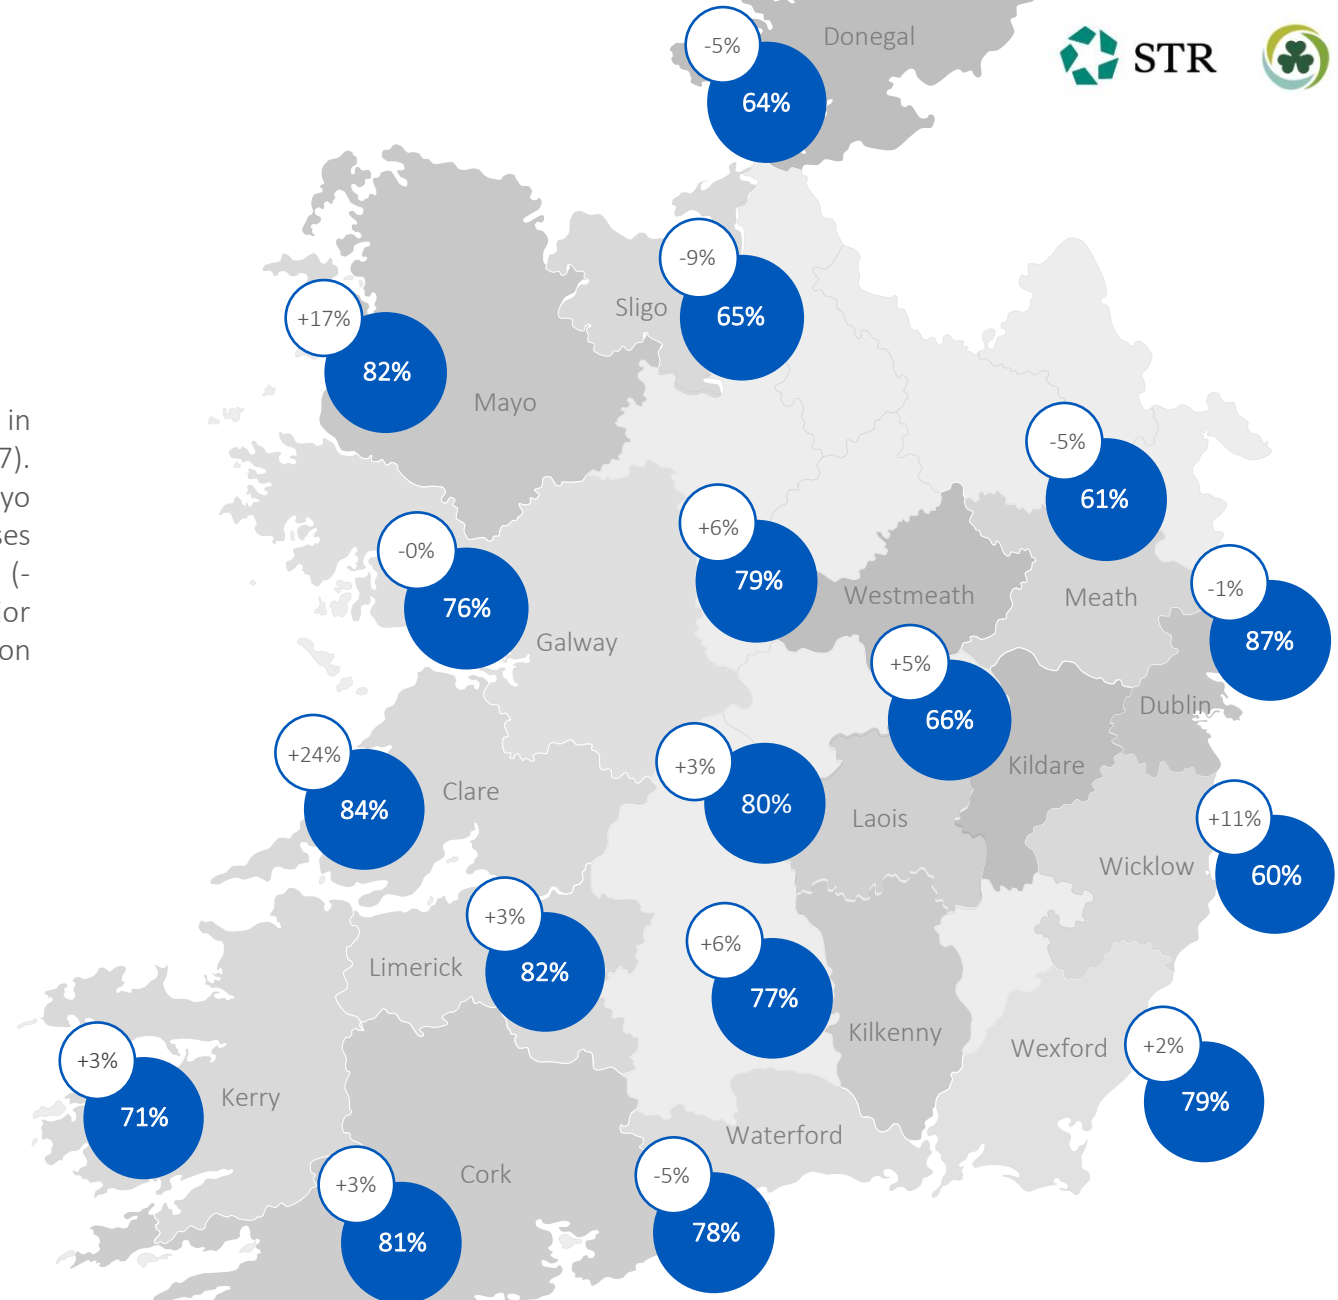 Donegal
STR
-5%
64%
-9%
Sligo
65%
+17%
82%
Mayo
in
7).
yo
ses
(-
ior
on
-5%
61%
+6%
79%
Westmeath
Meath
-0%
76%
Galway
-1%
87%
+5%
66%
Dublin
Kildare
+24%
84%
Clare
+3%
80%
Laois
+11%
60%
Wicklow
+3%
82%
Limerick
+6%
77%
Kilkenny
Wexford
+2%
79%
+3%
71%
Kerry
Waterford
+3%
81%
Cork
-5%
78%